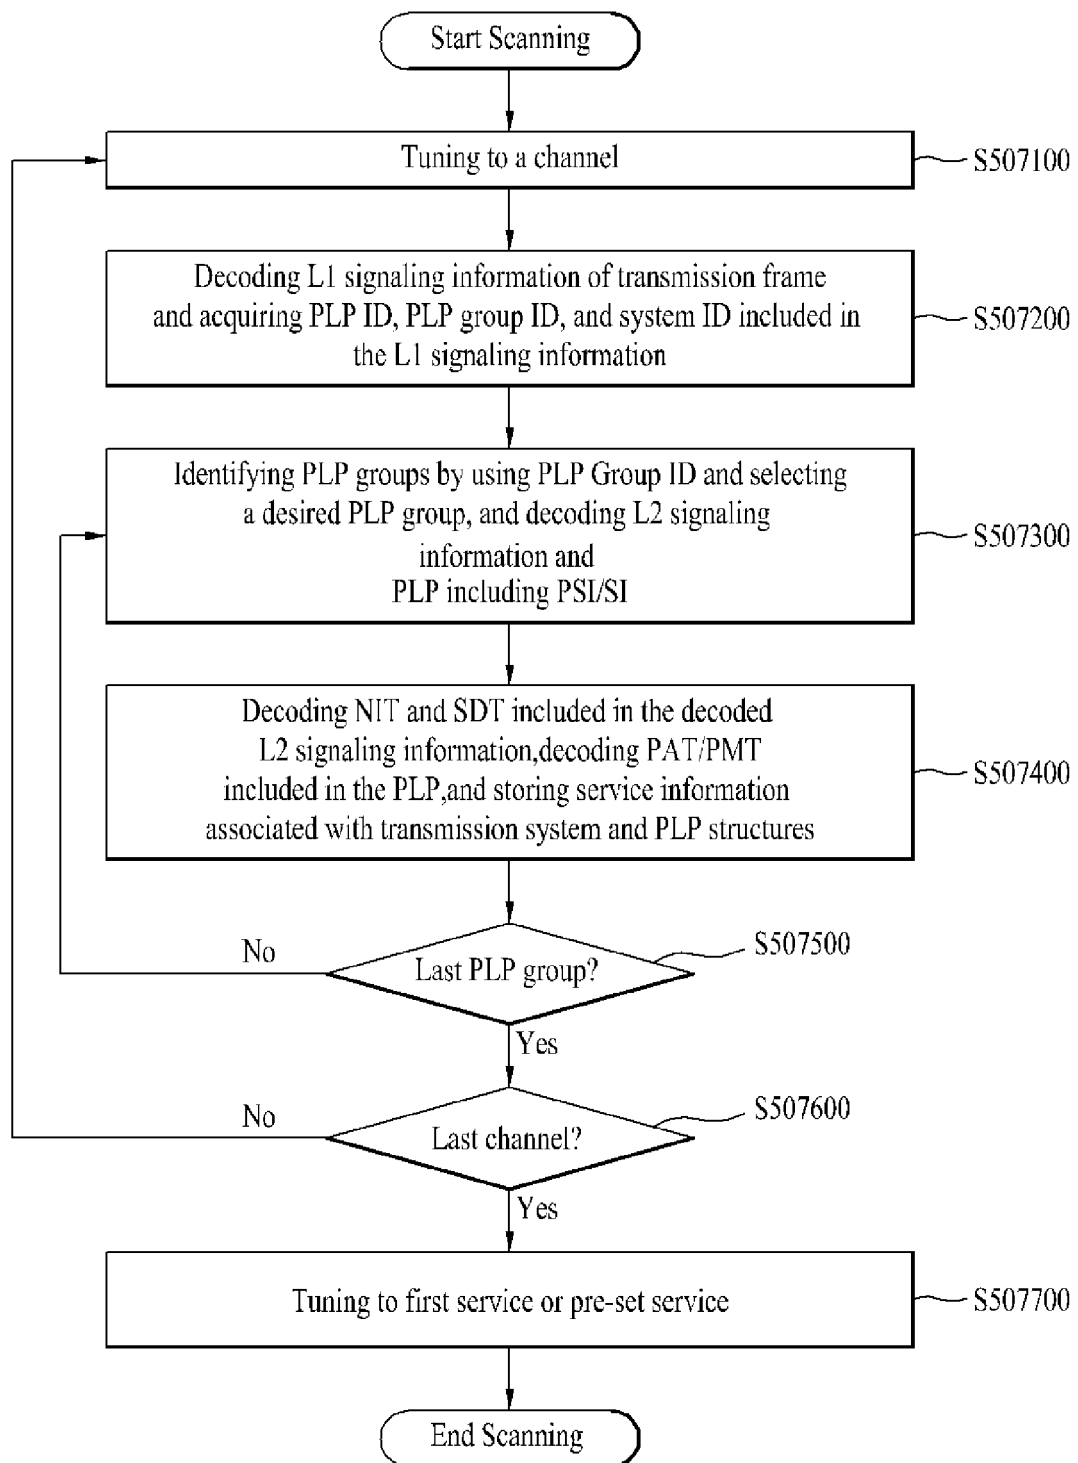 Start Scanning
Tuning to a channel
S507100
Decoding L1 signaling information of transmission frame
and acquiring PLP ID, PLP group ID, and system ID included in
the L1 signaling information
S507200
Identifying PLP groups by using PLP Group ID and selecting
a desired PLP group, and decoding L2 signaling
information and
PLP including PSI/SI
S507300
Decoding NIT and SDT included in the decoded
L2 signaling information,decoding PAT/PMT
included in the PLP,and storing service information
associated with transmission system and PLP structures
S507400
Last PLP group?
S507500
No
Yes
Last channel?
S507600
No
Yes
Tuning to first service or pre-set service
S507700
End Scanning